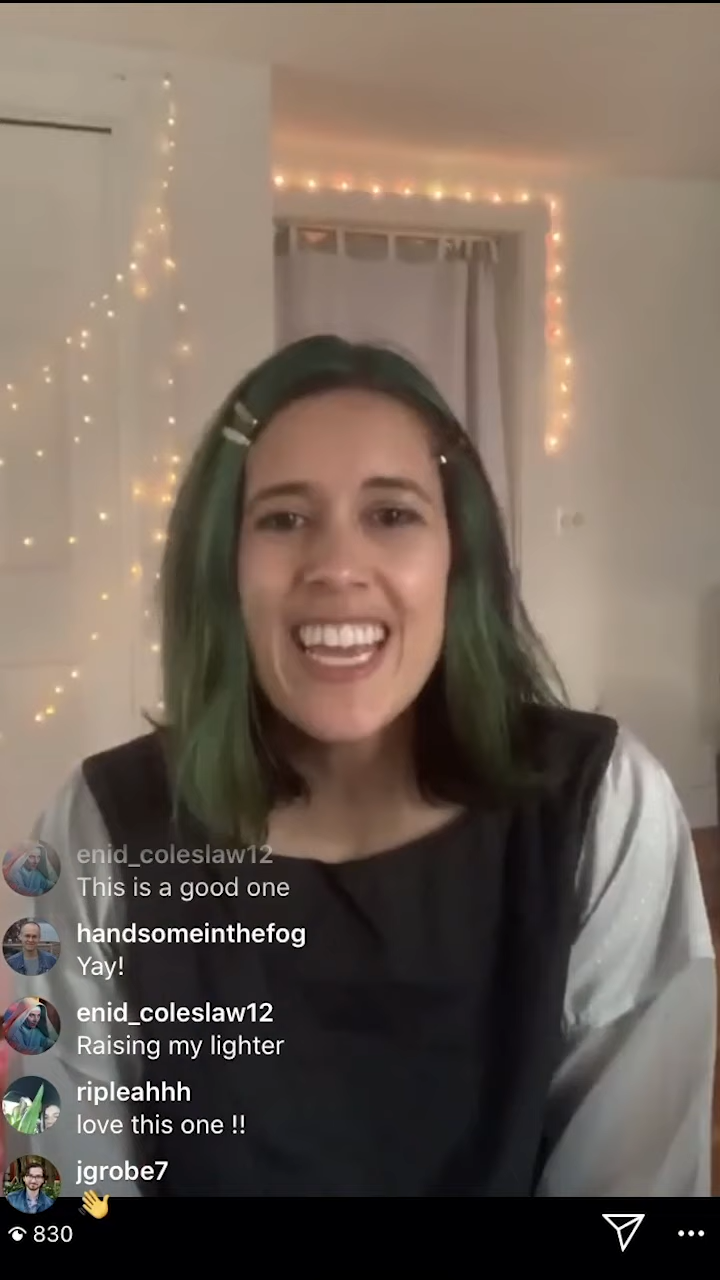 enid_coleslaw12
This is a good one
handsomeinthefog
Yay!
enid_coleslaw12
Raising my lighter
ripleahhh
love this one !!
jgrobe7
👋
830